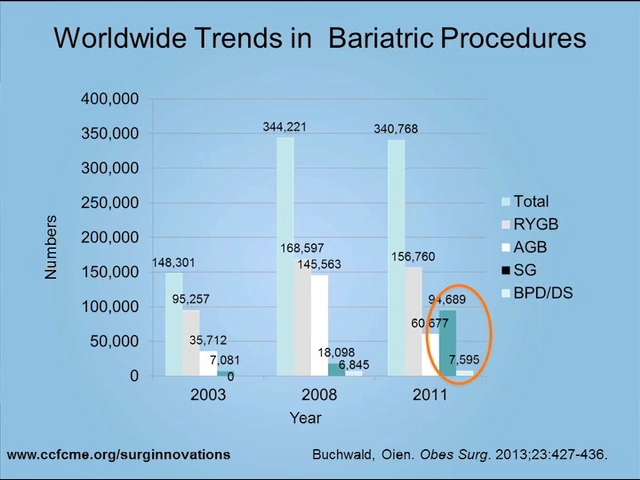 Worldwide Trends in Bariatric Procedures
400,000
350,000
300,000
250,000
200,000
150,000
100,000
50,000
0
Numbers
148,301
95,257
35,712
7,081
0
344,221
168,597
145,563
18,098
6,845
340,768
156,760
60,677
94,689
7,595
2003
2008
2011
Year
Total
RYGB
AGB
SG
BPD/DS
www.ccfcme.org/surginnovations
Buchwald, Oien. Obes Surg. 2013;23:427-436.